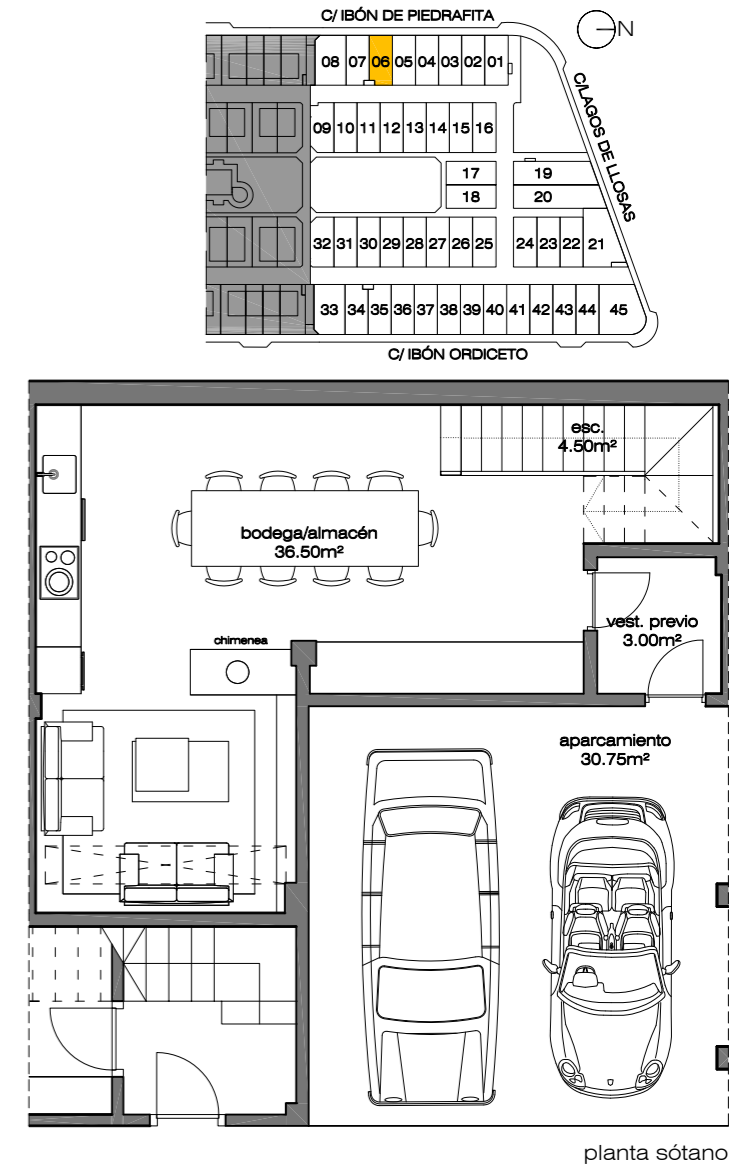 C/ IBÓN DE PIEDRAFITA
N
08 07 06 05 04 03 02 01
C/LAGOS DE LLOSAS
09 10 11 12 13 14 15 16
17 19
18 20
32 31 30 29 28 27 26 25 24 23 22 21
33 34 35 36 37 38 39 40 41 42 43 44 45
C/ IBÓN ORDICETO
esc.
4.50m²
bodega/almacén
36.50m²
vest. previo
3.00m²
chimenea
aparcamiento
30.75m²
planta sótano